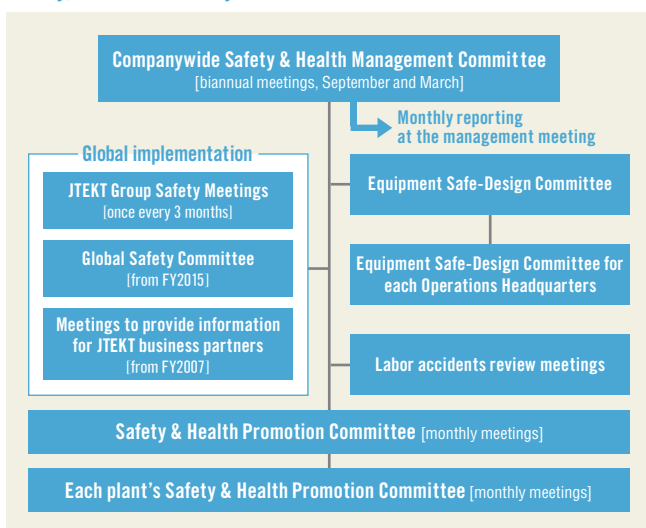 Companywide Safety & Health Management Committee
[biannual meetings, September and March]
Monthly reporting
at the management meeting
Global implementation
JTEKT Group Safety Meetings
[once every 3 months]
Global Safety Committee
[from FY2015]
Meetings to provide information
for JTEKT business partners
[from FY2007]
Equipment Safe-Design Committee
Equipment Safe-Design Committee for
each Operations Headquarters
Labor accidents review meetings
Safety & Health Promotion Committee [monthly meetings]
Each plant's Safety & Health Promotion Committee [monthly meetings]